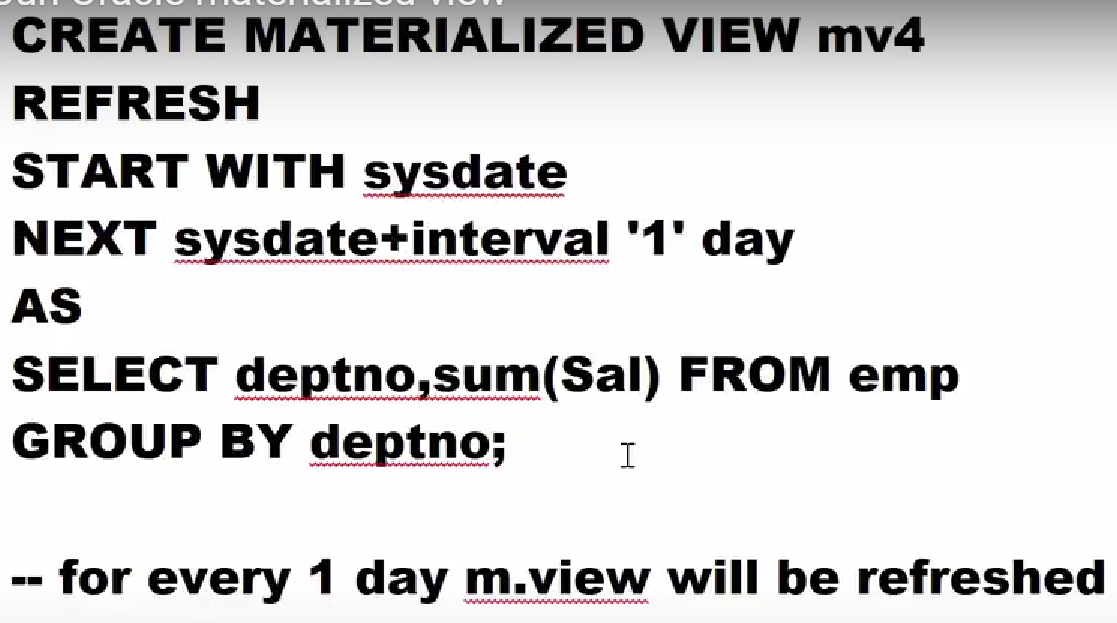 Oracle materialized view
CREATE MATERIALIZED VIEW mv4
REFRESH
START WITH sysdate
NEXT sysdate+interval '1' day
AS
SELECT deptno,sum(Sal) FROM emp
GROUP BY deptno;
-- for every 1 day m.view will be refreshed